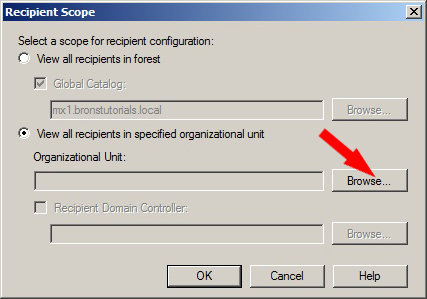 Recipient Scope
Select a scope for recipient configuration:
View all recipients in forest
Global Catalog:
mx1.bronstutorials.local Browse...
View all recipients in specified organizational unit
Organizational Unit:
Browse...
Recipient Domain Controller:
Browse...
OK Cancel Help